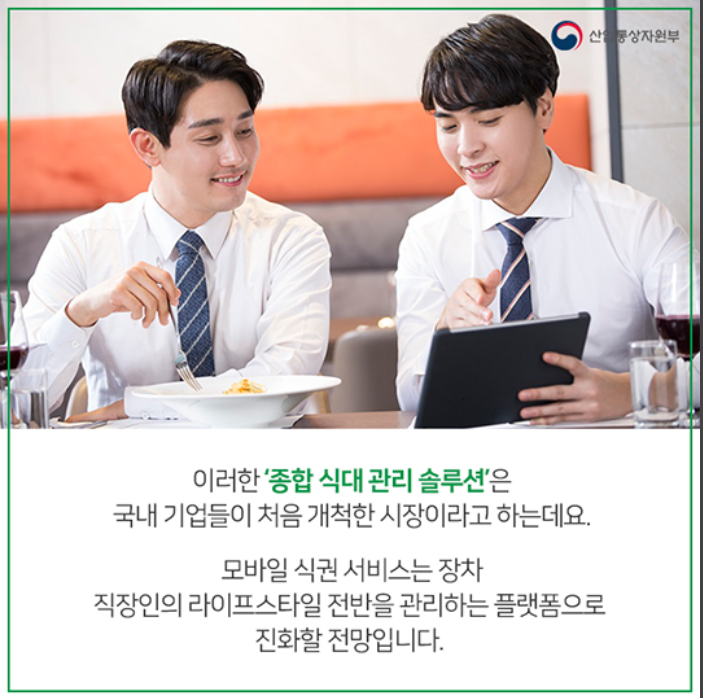 산업통상자원부
이러한 ‘종합 식대 관리 솔루션’은
국내 기업들이 처음 개척한 시장이라고 하는데요.
모바일 식권 서비스는 장차
직장인의 라이프스타일 전반을 관리하는 플랫폼으로
진화할 전망입니다.